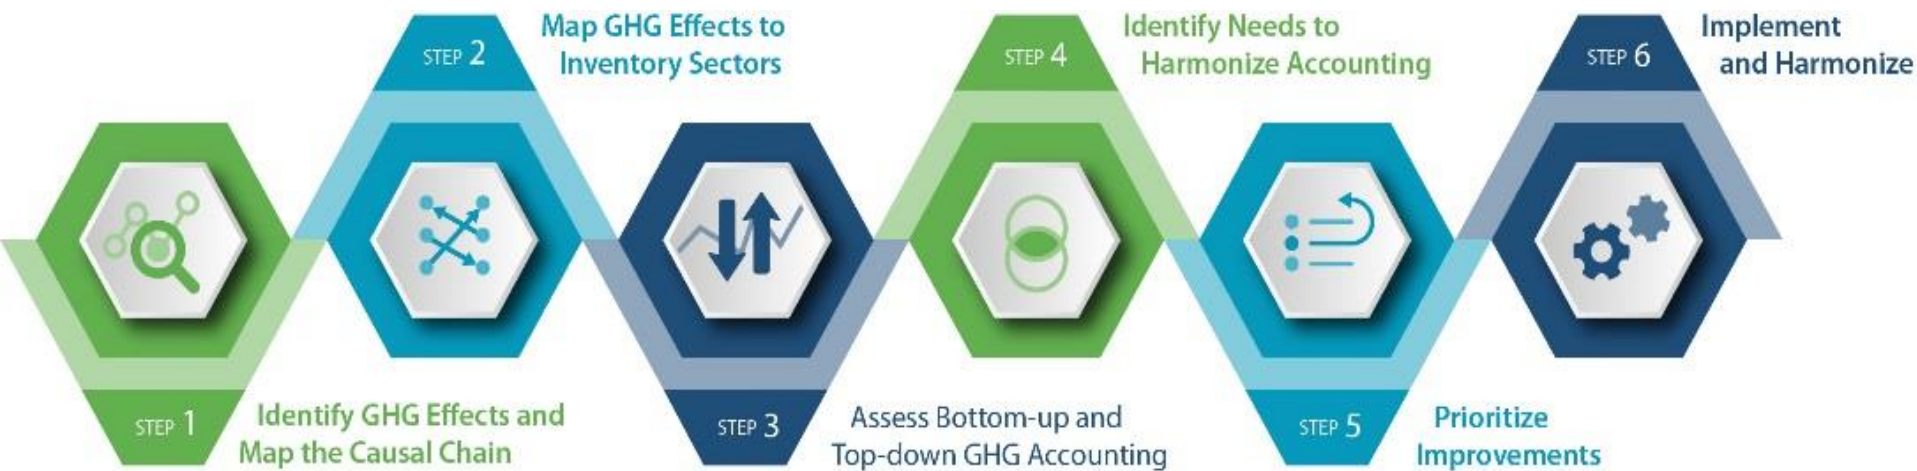 STEP 1
Identify GHG Effects and
Map the Causal Chain
STEP 2
Map GHG Effects to
Inventory Sectors
STEP 3
Assess Bottom-up and
Top-down GHG Accounting
STEP 4
Identify Needs to
Harmonize Accounting
STEP 5
Prioritize
Improvements
STEP 6
Implement
and Harmonize